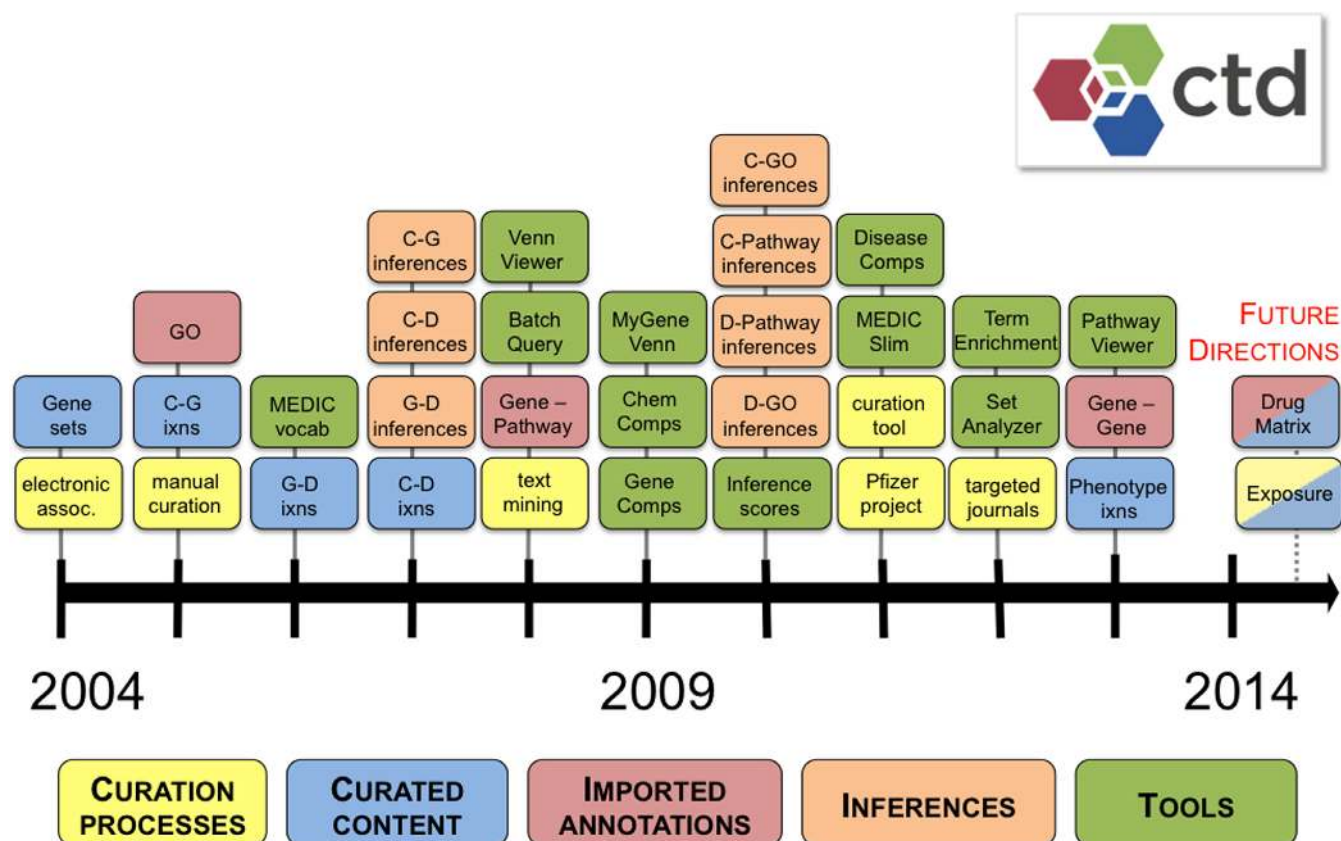 ctd
C-GO
inferences
C-G
inferences
Venn
Viewer
C-Pathway
inferences
Disease
Comps
GO
C-D
inferences
Batch
Query
MyGene
Venn
D-Pathway
inferences
MEDIC
Slim
Term
Enrichment
Pathway
Viewer
FUTURE
DIRECTIONS
Gene
sets
C-G
ixns
MEDIC
vocab
G-D
inferences
Gene –
Pathway
Chem
Comps
D-GO
inferences
curation
tool
Set
Analyzer
Gene –
Gene
Drug
Matrix
electronic
assoc.
manual
curation
G-D
ixns
C-D
ixns
text
mining
Gene
Comps
Inference
scores
Pfizer
project
targeted
journals
Phenotype
ixns
Exposure
2004
2009
2014
CURATION
PROCESSES
CURATED
CONTENT
IMPORTED
ANNOTATIONS
INFERENCES
TOOLS